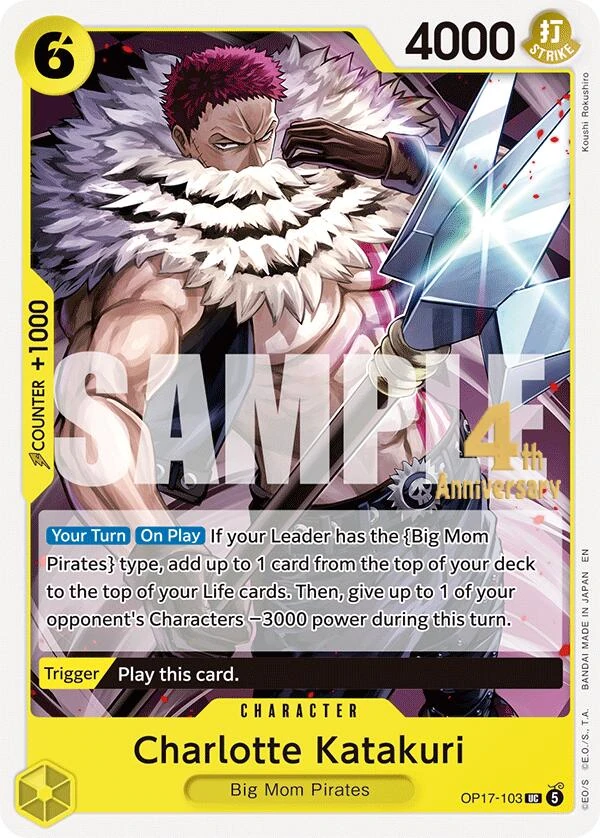 6
4000
打
STRIKE
Koushi Rokushiro
COUNTER +1000
SAMPLE
4th
Anniversary
Your Turn On Play If your Leader has the {Big Mom
Pirates} type, add up to 1 card from the top of your deck
to the top of your Life cards. Then, give up to 1 of your
opponent's Characters −3000 power during this turn.
Trigger Play this card.
CHARACTER
Charlotte Katakuri
Big Mom Pirates
OP17-103 UC 5
©E.O/S ©E.O./S., T.A. BANDAI MADE IN JAPAN EN